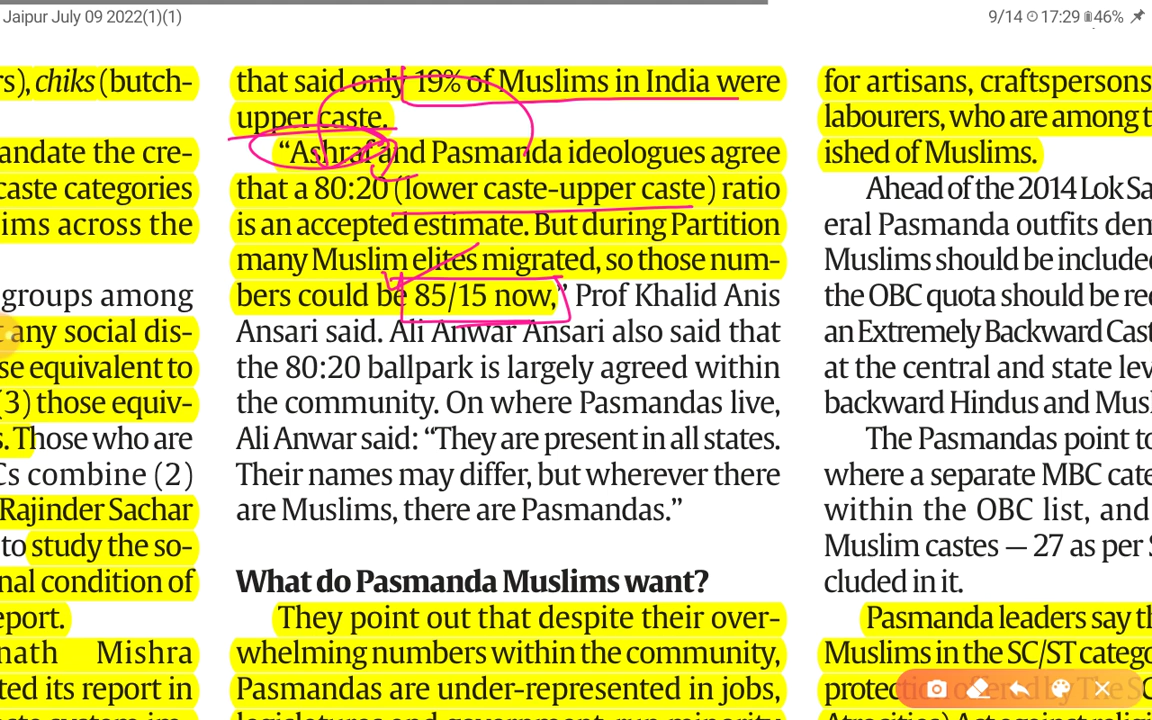 Jaipur July 09 2022(1)(1)
9/14 17:29 46%
rs), chiks (butch-
andate the cre-
caste categories
ims across the
groups among
any social dis-
se equivalent to
(3) those equiv-
s. Those who are
Cs combine (2)
Rajinder Sachar
to study the so-
nal condition of
eport.
nath Mishra
ted its report in
that said only 19% of Muslims in India were
upper caste.
“Ashraf and Pasmanda ideologues agree
that a 80:20 (lower caste-upper caste) ratio
is an accepted estimate. But during Partition
many Muslim elites migrated, so those num-
bers could be 85/15 now,” Prof Khalid Anis
Ansari said. Ali Anwar Ansari also said that
the 80:20 ballpark is largely agreed within
the community. On where Pasmandas live,
Ali Anwar said: “They are present in all states.
Their names may differ, but wherever there
are Muslims, there are Pasmandas.”
What do Pasmanda Muslims want?
They point out that despite their over-
whelming numbers within the community,
Pasmandas are under-represented in jobs,
for artisans, craftspersons
labourers, who are among t
ished of Muslims.
Ahead of the 2014 Lok Sa
eral Pasmanda outfits den
Muslims should be include
the OBC quota should be re
an Extremely Backward Cast
at the central and state lev
backward Hindus and Mus
The Pasmandas point to
where a separate MBC cate
within the OBC list, and
Muslim castes — 27 as per S
cluded in it.
Pasmanda leaders say th
Muslims in the SC/ST catego
protection offered by The SC